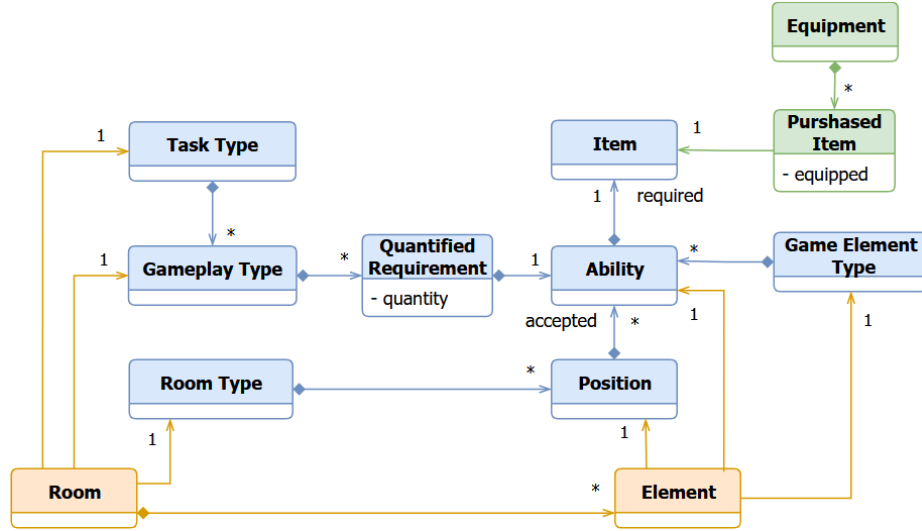 Equipment
*
1
Task Type
Item
1
Purshased
Item
- equipped
1
required
*
1
Gameplay Type
*
Quantified
Requirement
- quantity
1
Ability
*
Game Element
Type
accepted
*
1
1
Room Type
*
Position
1
1
Room
*
Element